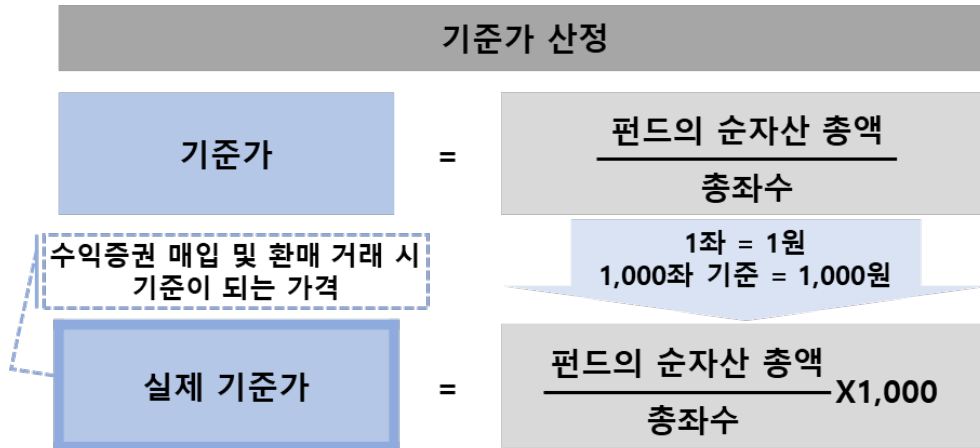 기준가 산정
기준가
=
펀드의 순자산 총액
총좌수
수익증권 매입 및 환매 거래 시
기준이 되는 가격
1좌 = 1원
1,000좌 기준 = 1,000원
실제 기준가
=
펀드의 순자산 총액
총좌수
X1,000